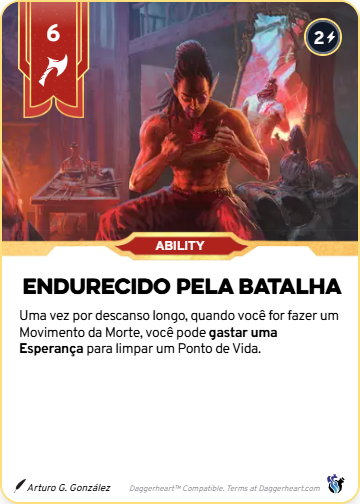 6
2
ABILITY
ENDURECIDO PELA BATALHA
Uma vez por descanso longo, quando você for fazer um
Movimento da Morte, você pode gastar uma
Esperança para limpar um Ponto de Vida.
Arturo G. González
Daggerheart™ Compatible. Terms at Daggerheart.com